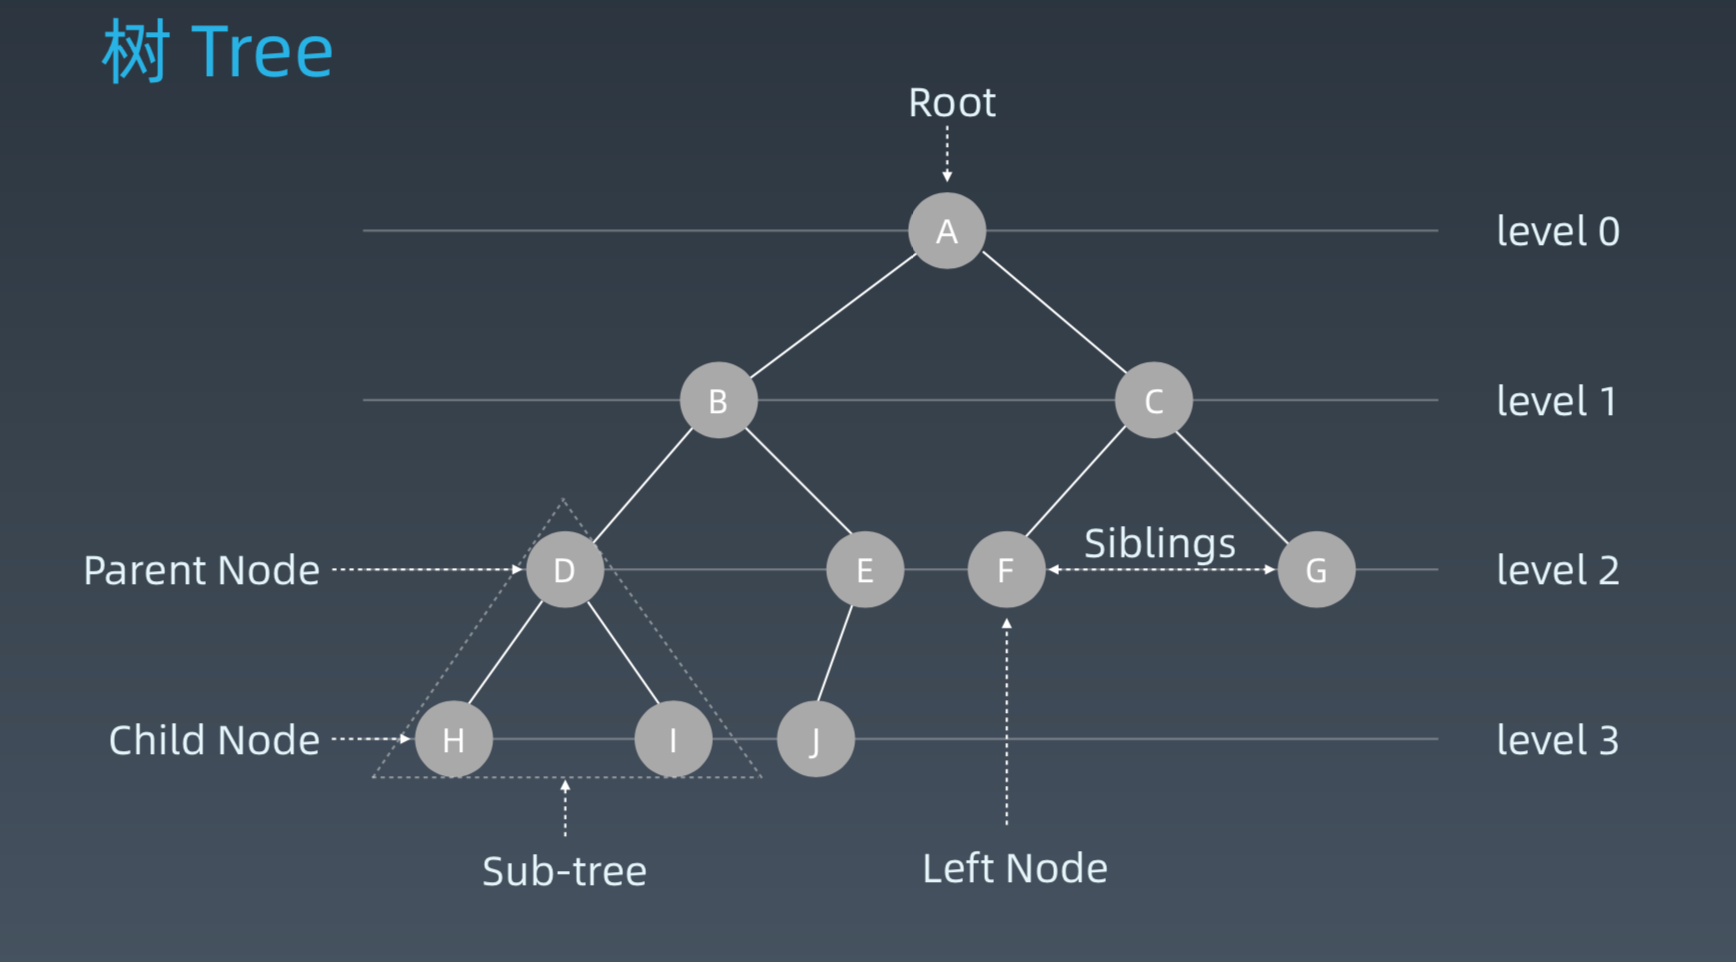 树 Tree
Root
A
level 0
B
C
level 1
Siblings
Parent Node
D
E
F
G
level 2
Child Node
H
I
J
level 3
Sub-tree
Left Node